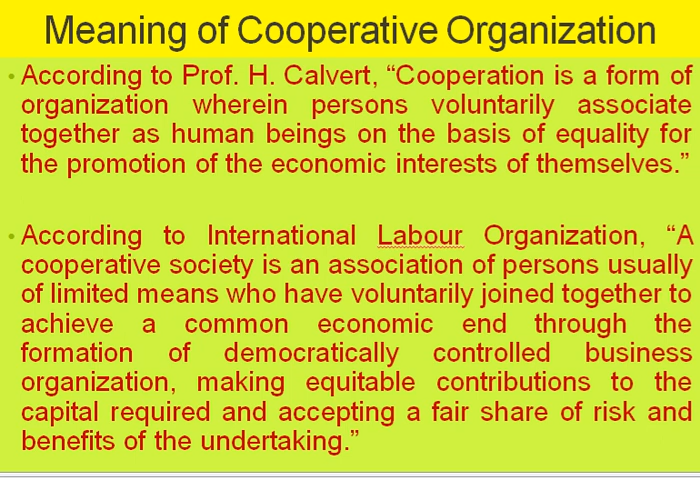 Meaning of Cooperative Organization
• According to Prof. H. Calvert, “Cooperation is a form of
organization wherein persons voluntarily associate
together as human beings on the basis of equality for
the promotion of the economic interests of themselves.”
• According to International Labour Organization, “A
cooperative society is an association of persons usually
of limited means who have voluntarily joined together to
achieve a common economic end through the
formation of democratically controlled business
organization, making equitable contributions to the
capital required and accepting a fair share of risk and
benefits of the undertaking.”